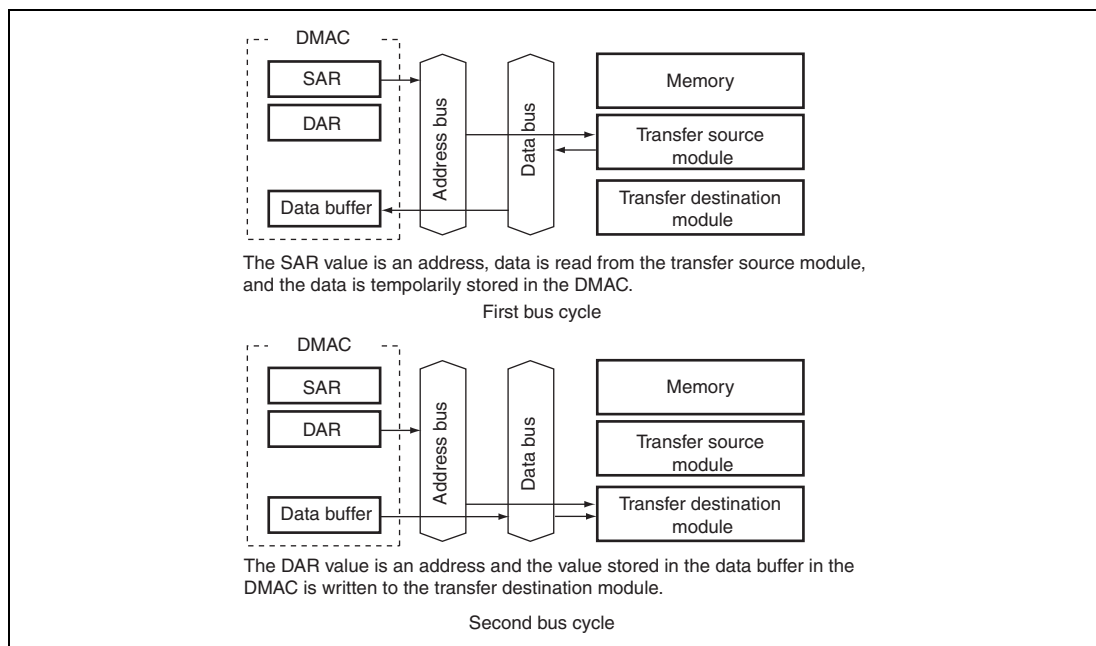 DMAC
SAR
DAR
Data buffer
Address bus
Data bus
Memory
Transfer source
module
Transfer destination
module
The SAR value is an address, data is read from the transfer source module,
and the data is tempolarily stored in the DMAC.
First bus cycle
DMAC
SAR
DAR
Data buffer
Address bus
Data bus
Memory
Transfer source
module
Transfer destination
module
The DAR value is an address and the value stored in the data buffer in the
DMAC is written to the transfer destination module.
Second bus cycle